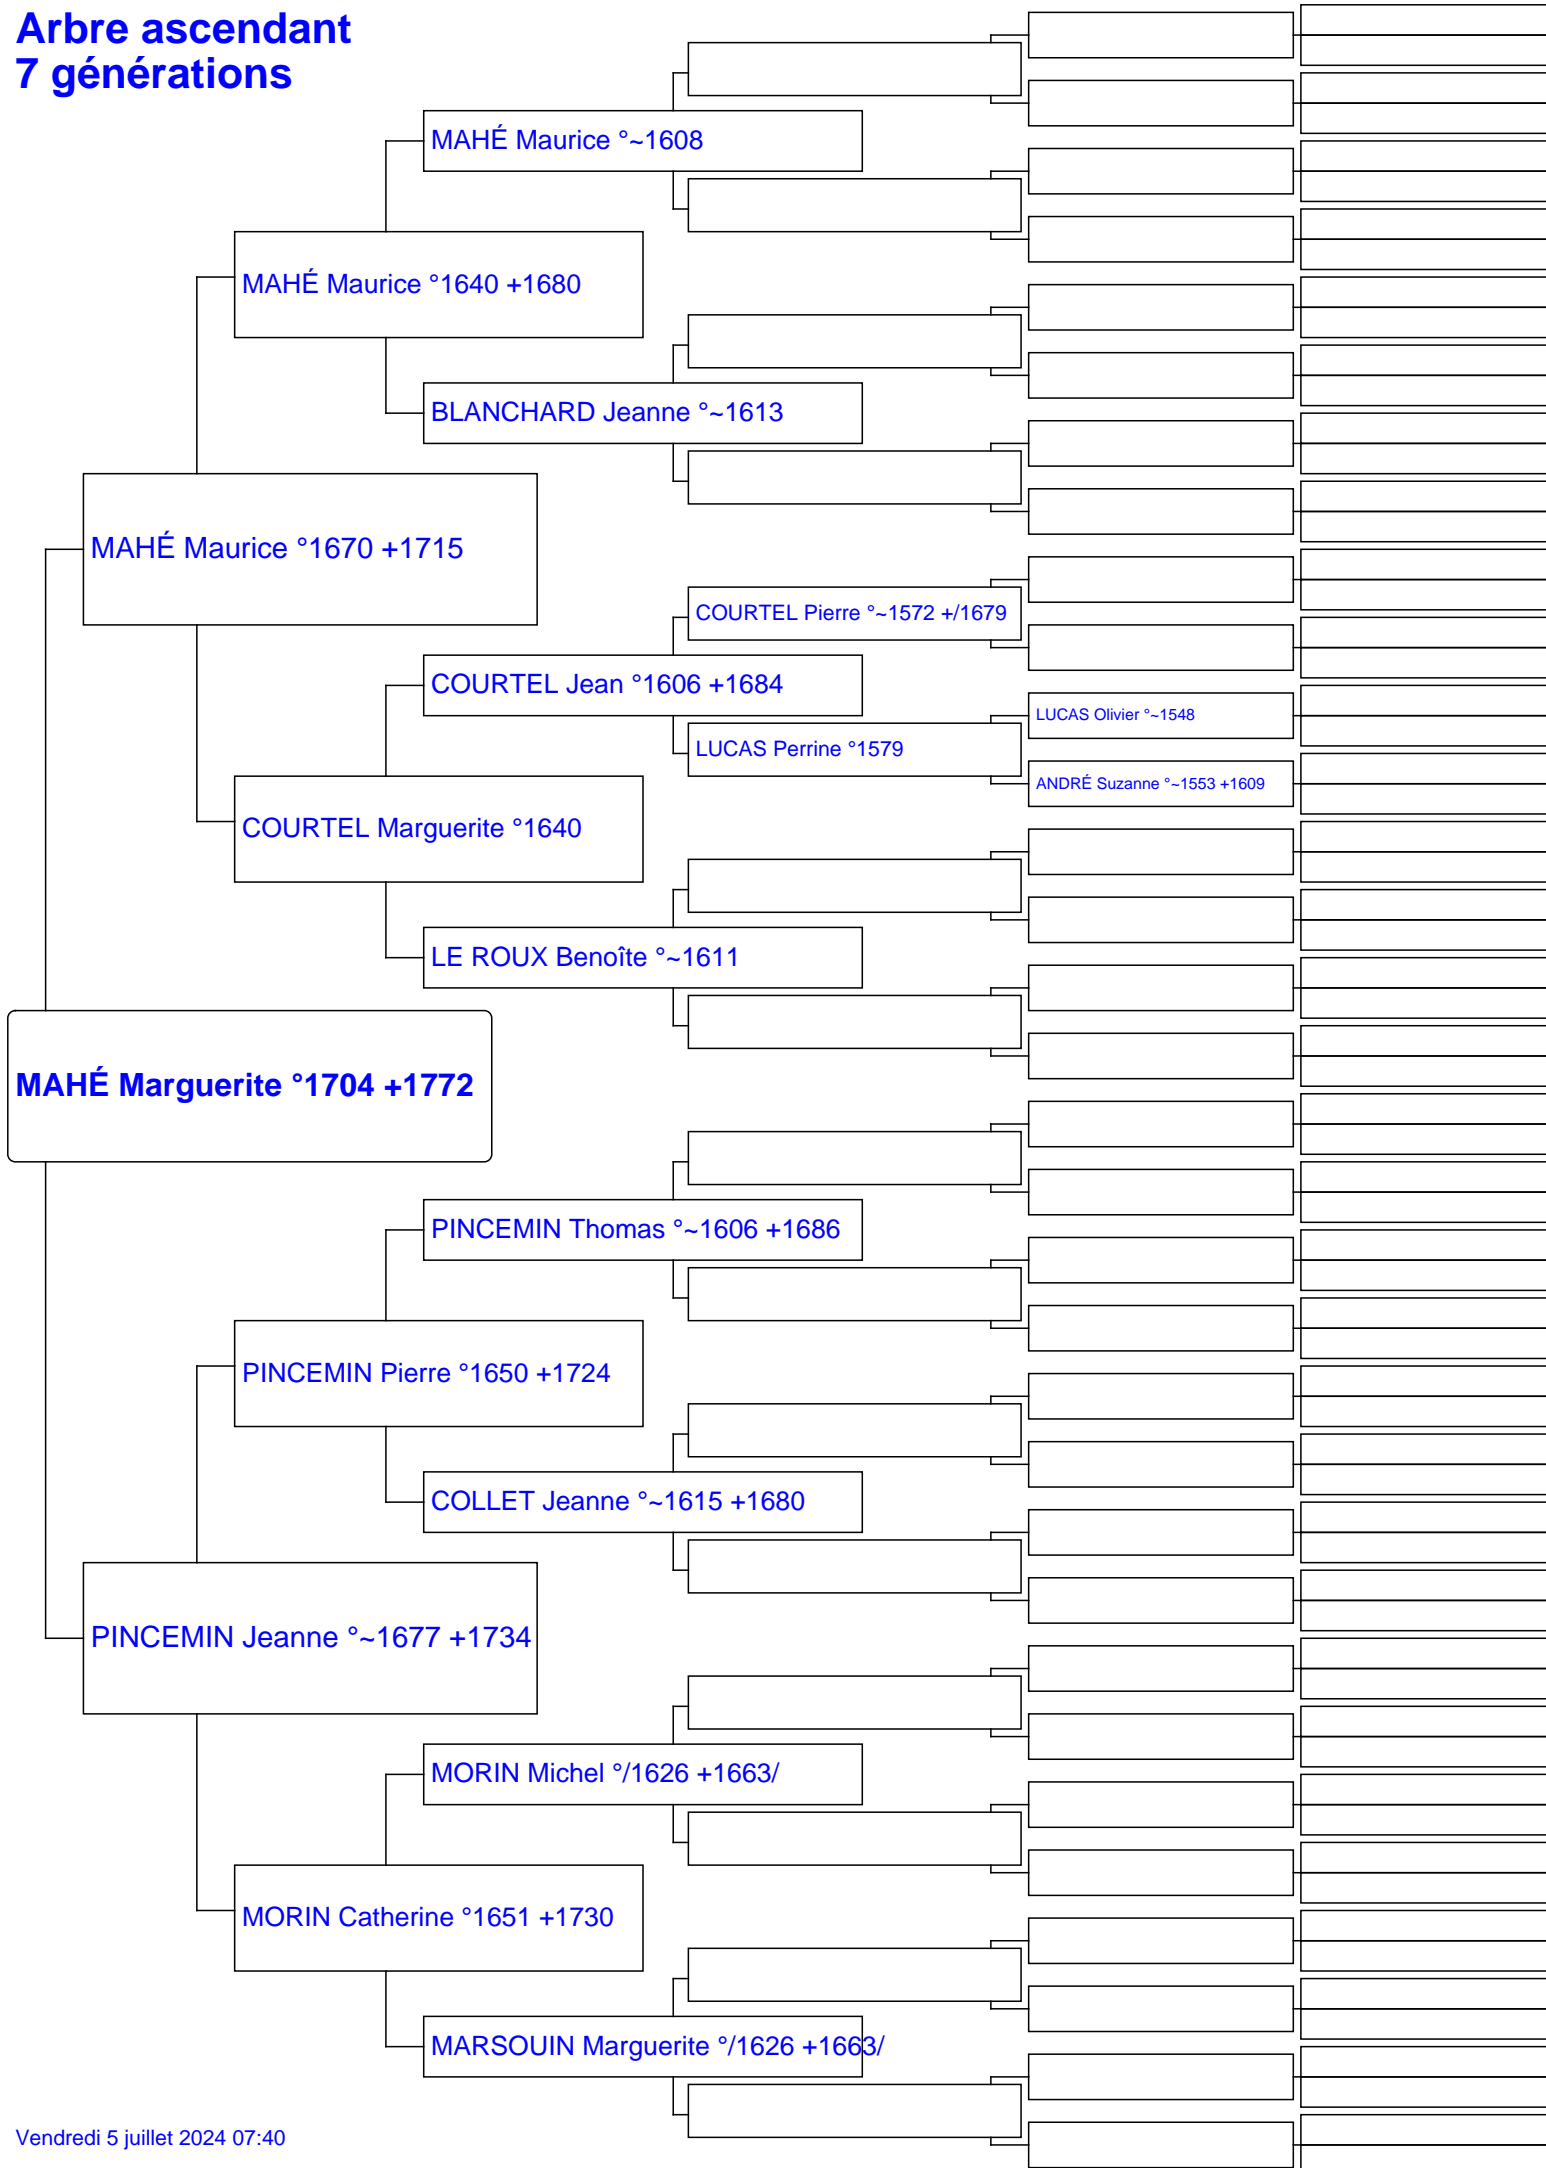 Arbre ascendant
7 générations
MAHÉ Maurice °~1608
MAHÉ Maurice °1640 +1680
BLANCHARD Jeanne °~1613
MAHÉ Maurice °1670 +1715
COURTEL Pierre °~1572 +/1679
COURTEL Jean °1606 +1684
LUCAS Olivier °~1548
LUCAS Perrine °1579
ANDRÉ Suzanne °~1553 +1609
COURTEL Marguerite °1640
LE ROUX Benoîte °~1611
MAHÉ Marguerite °1704 +1772
PINCEMIN Thomas °~1606 +1686
PINCEMIN Pierre °1650 +1724
COLLET Jeanne °~1615 +1680
PINCEMIN Jeanne °~1677 +1734
MORIN Michel °/1626 +1663/
MORIN Catherine °1651 +1730
MARSOUIN Marguerite °/1626 +1663/
Vendredi 5 juillet 2024 07:40